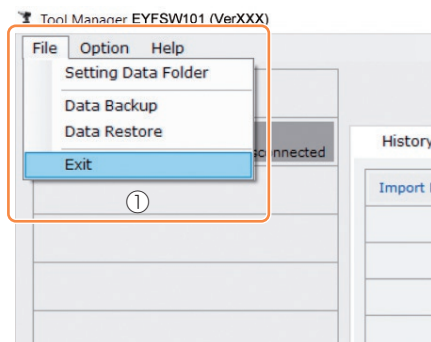 Tool Manager EYFSW101 (VerXXX)
File Option Help
Setting Data Folder
Data Backup
Data Restore
Exit
①
History
Import